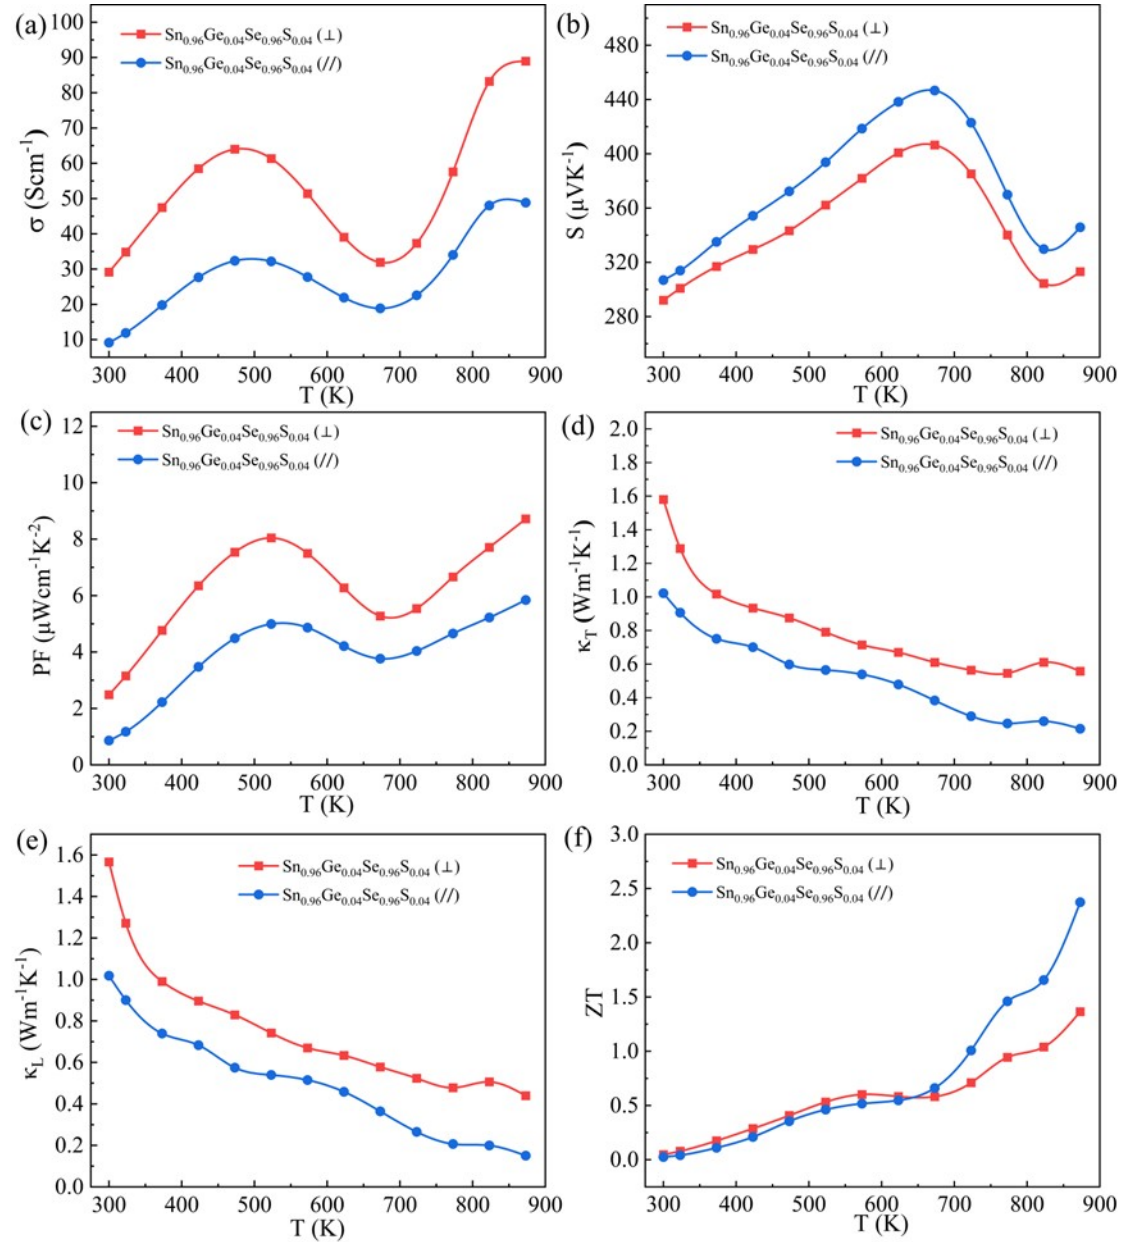 (a)
Sn0.96Ge0.04Se0.96S0.04 (⊥)
Sn0.96Ge0.04Se0.96S0.04 (//)
σ (Scm-1)
100
90
80
70
60
50
40
30
20
10
300 400 500 600 700 800 900
T (K)
(b)
Sn0.96Ge0.04Se0.96S0.04 (⊥)
Sn0.96Ge0.04Se0.96S0.04 (//)
S (μVK-1)
480
440
400
360
320
280
300 400 500 600 700 800 900
T (K)
(c)
Sn0.96Ge0.04Se0.96S0.04 (⊥)
Sn0.96Ge0.04Se0.96S0.04 (//)
PF (μWcm-1K-2)
12
10
8
6
4
2
0
300 400 500 600 700 800 900
T (K)
(d)
Sn0.96Ge0.04Se0.96S0.04 (⊥)
Sn0.96Ge0.04Se0.96S0.04 (//)
κT (Wm-1K-1)
2.0
1.8
1.6
1.4
1.2
1.0
0.8
0.6
0.4
0.2
0.0
300 400 500 600 700 800 900
T (K)
(e)
Sn0.96Ge0.04Se0.96S0.04 (⊥)
Sn0.96Ge0.04Se0.96S0.04 (//)
κL (Wm-1K-1)
1.6
1.4
1.2
1.0
0.8
0.6
0.4
0.2
0.0
300 400 500 600 700 800 900
T (K)
(f)
Sn0.96Ge0.04Se0.96S0.04 (⊥)
Sn0.96Ge0.04Se0.96S0.04 (//)
ZT
3.0
2.5
2.0
1.5
1.0
0.5
0.0
300 400 500 600 700 800 900
T (K)